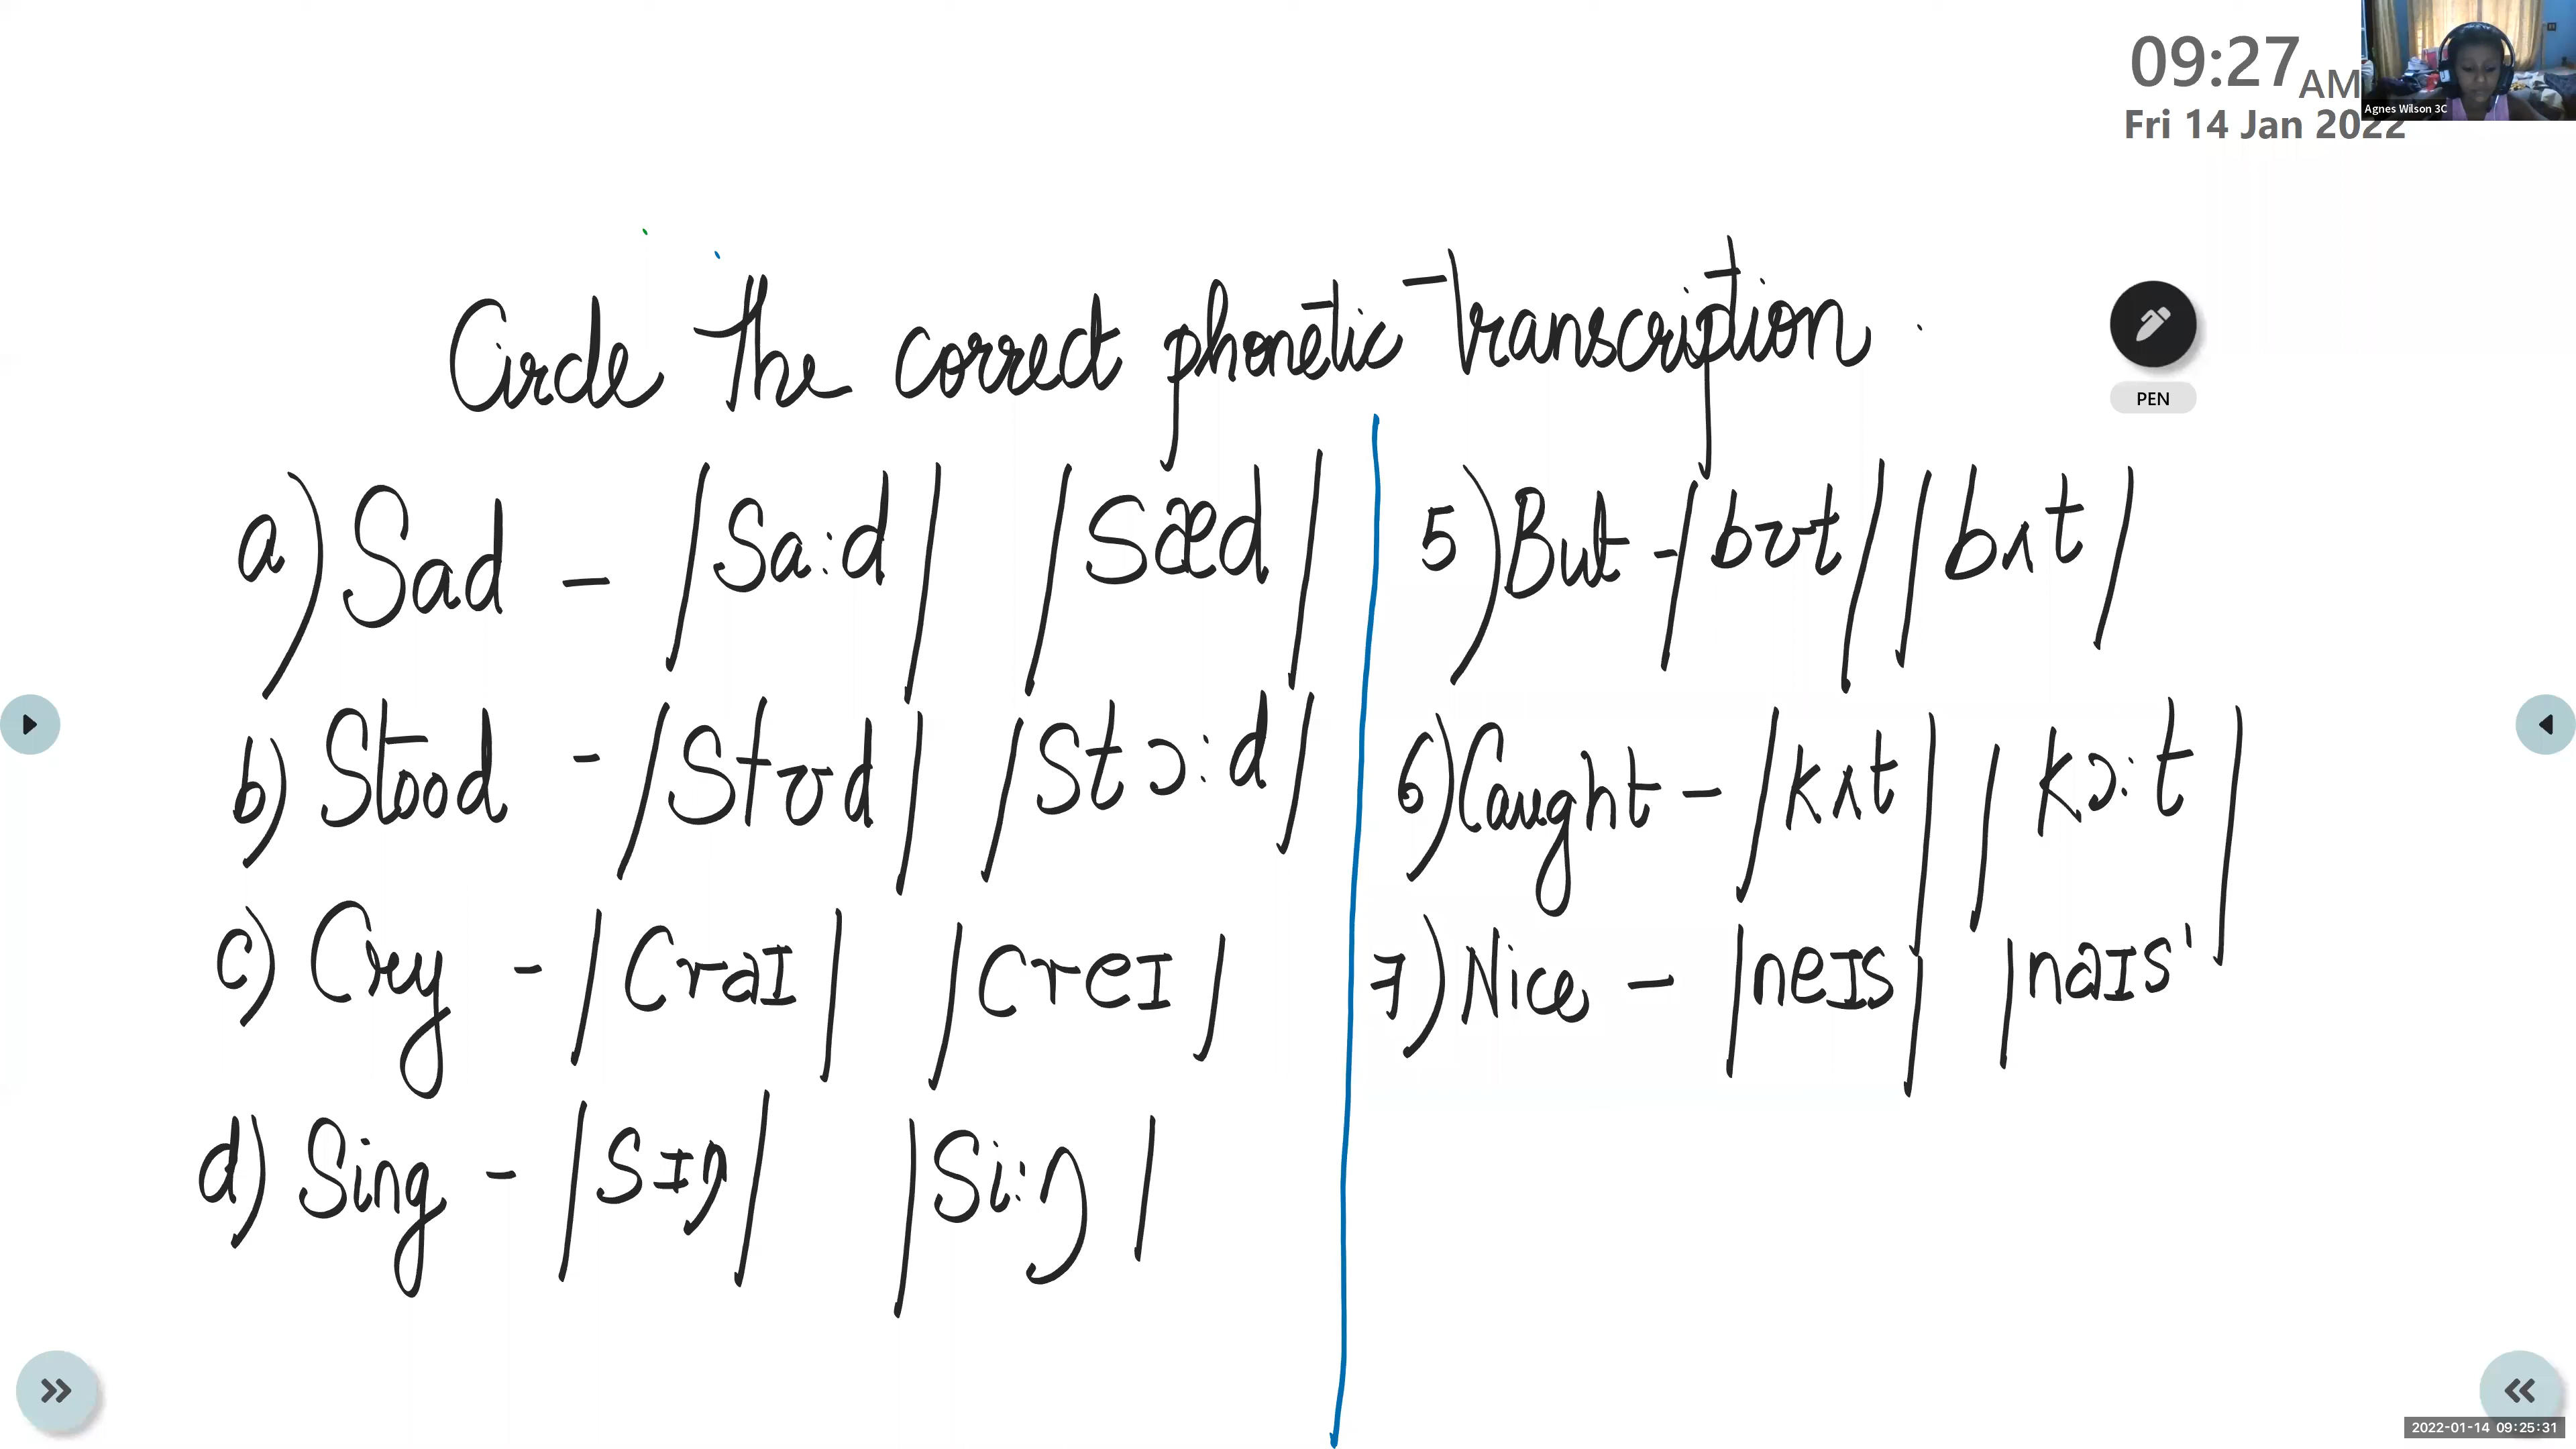 09:27 AM
Fri 14 Jan 2022
Agnes Wilson 3C
Circle the correct phonetic transcription.
PEN
a) Sad - /Sa:d/ /Sæd/
b) Stood - /Stʊd/ /Stɔ:d/
c) Cry - /CraI/ /CreI/
d) Sing - /SIŋ/ /Si:ŋ/
5) But - /bʊt/ /bʌt/
6) Caught - /kʌt/ /kɔ:t/
7) Nice - /neIs/ /naIs'
2022-01-14 09:25:31